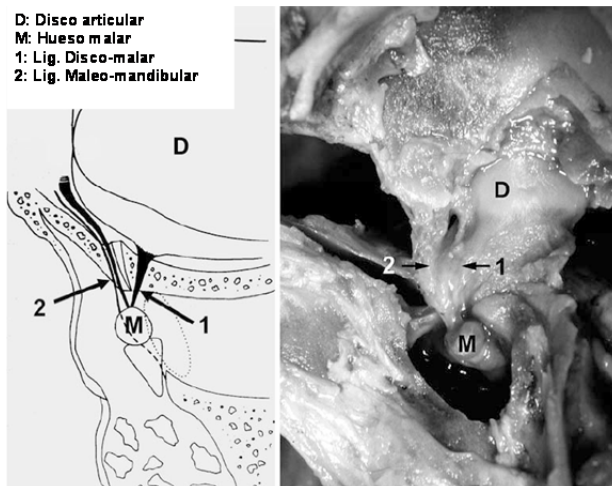 D: Disco articular
M: Hueso malar
1: Lig. Disco-malar
2: Lig. Maleo-mandibular
D
2
M
1
D
2
1
M